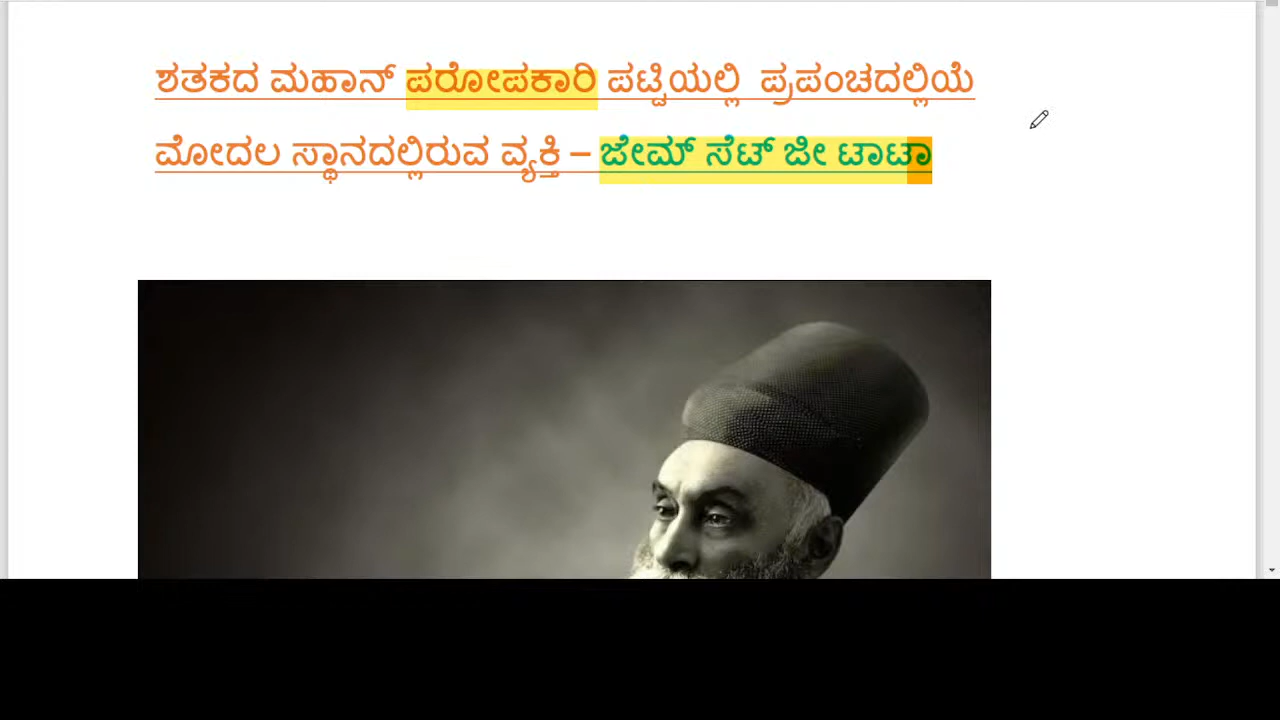 ಶತಕದ ಮಹಾನ್ ಪರೋಪಕಾರಿ ಪಟ್ಟಿಯಲ್ಲಿ ಪ್ರಪಂಚದಲ್ಲಿಯೆ
ಮೋದಲ ಸ್ಥಾನದಲ್ಲಿರುವ ವ್ಯಕ್ತಿ – ಜೇಮ್ ಸೆಟ್ ಜೀ ಟಾಟಾ